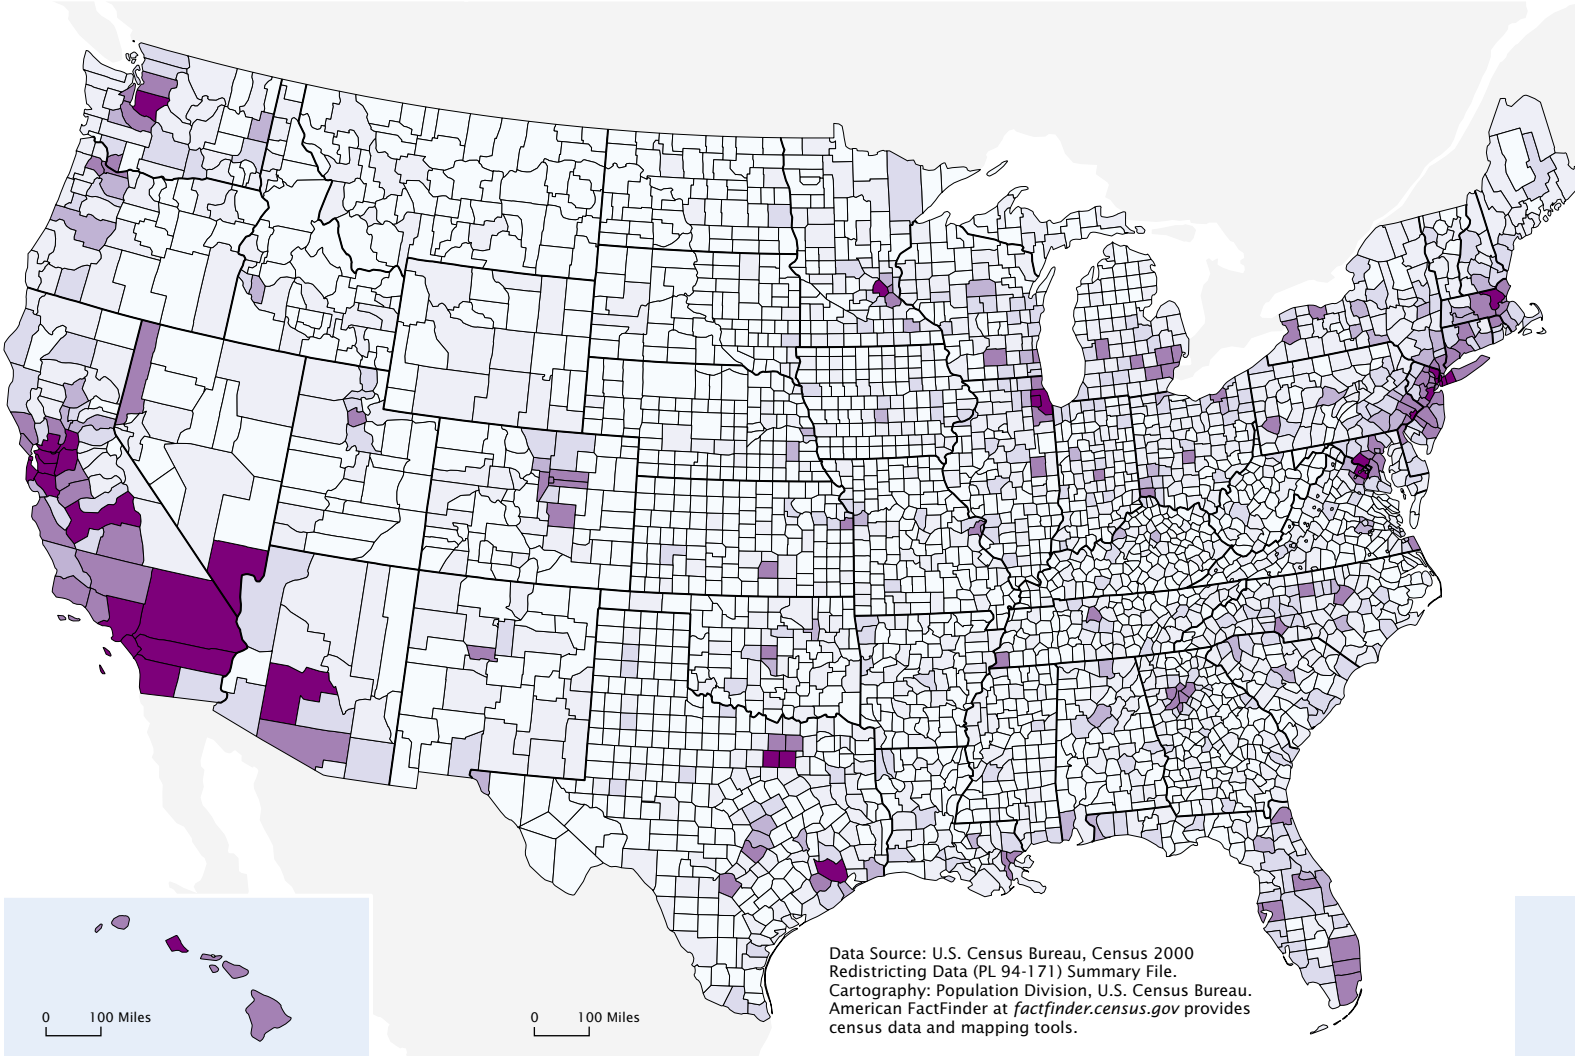 Data Source: U.S. Census Bureau, Census 2000
Redistricting Data (PL 94-171) Summary File.
Cartography: Population Division, U.S. Census Bureau.
American FactFinder at factfinder.census.gov provides
census data and mapping tools.
0 100 Miles
0 100 Miles